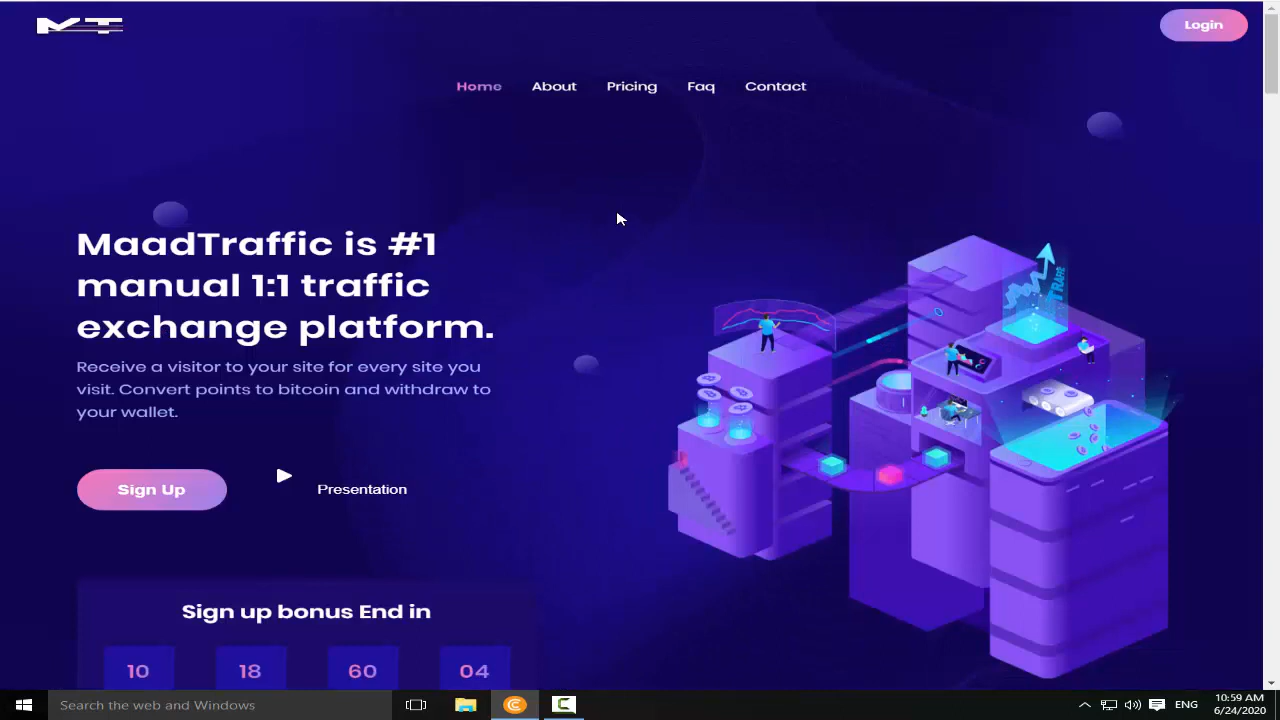 MT
Login
Home About Pricing Faq Contact
MaadTraffic is #1
manual 1:1 traffic
exchange platform.
Receive a visitor to your site for every site you
visit. Convert points to bitcoin and withdraw to
your wallet.
Sign Up Presentation
Sign up bonus End in
10 18 60 04
Search the web and Windows
ENG
10:59 AM
6/24/2020